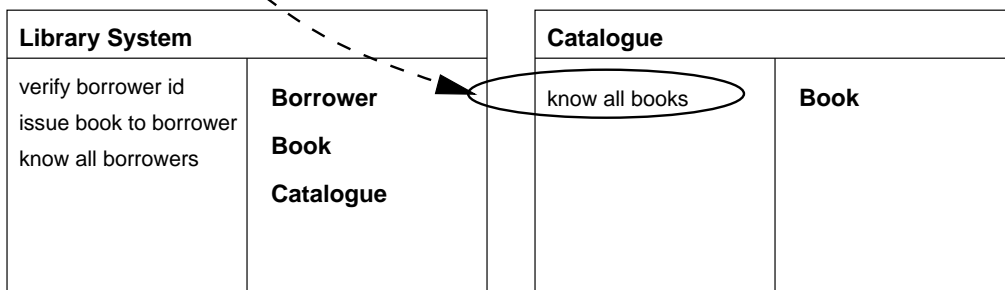 Library System
verify borrower id
issue book to borrower
know all borrowers
Borrower
Book
Catalogue
Catalogue
know all books
Book